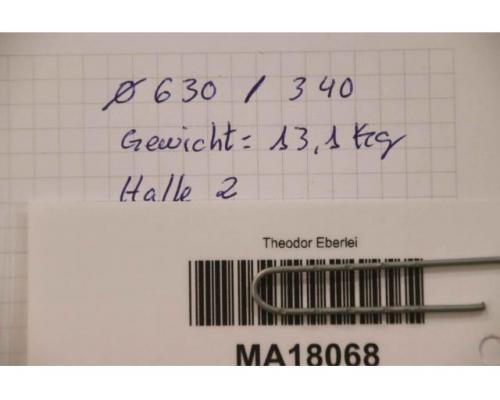 Ø 630 / 340
Gewicht = 13,1 Kg
Halle 2
Theodor Eberlei
MA18068